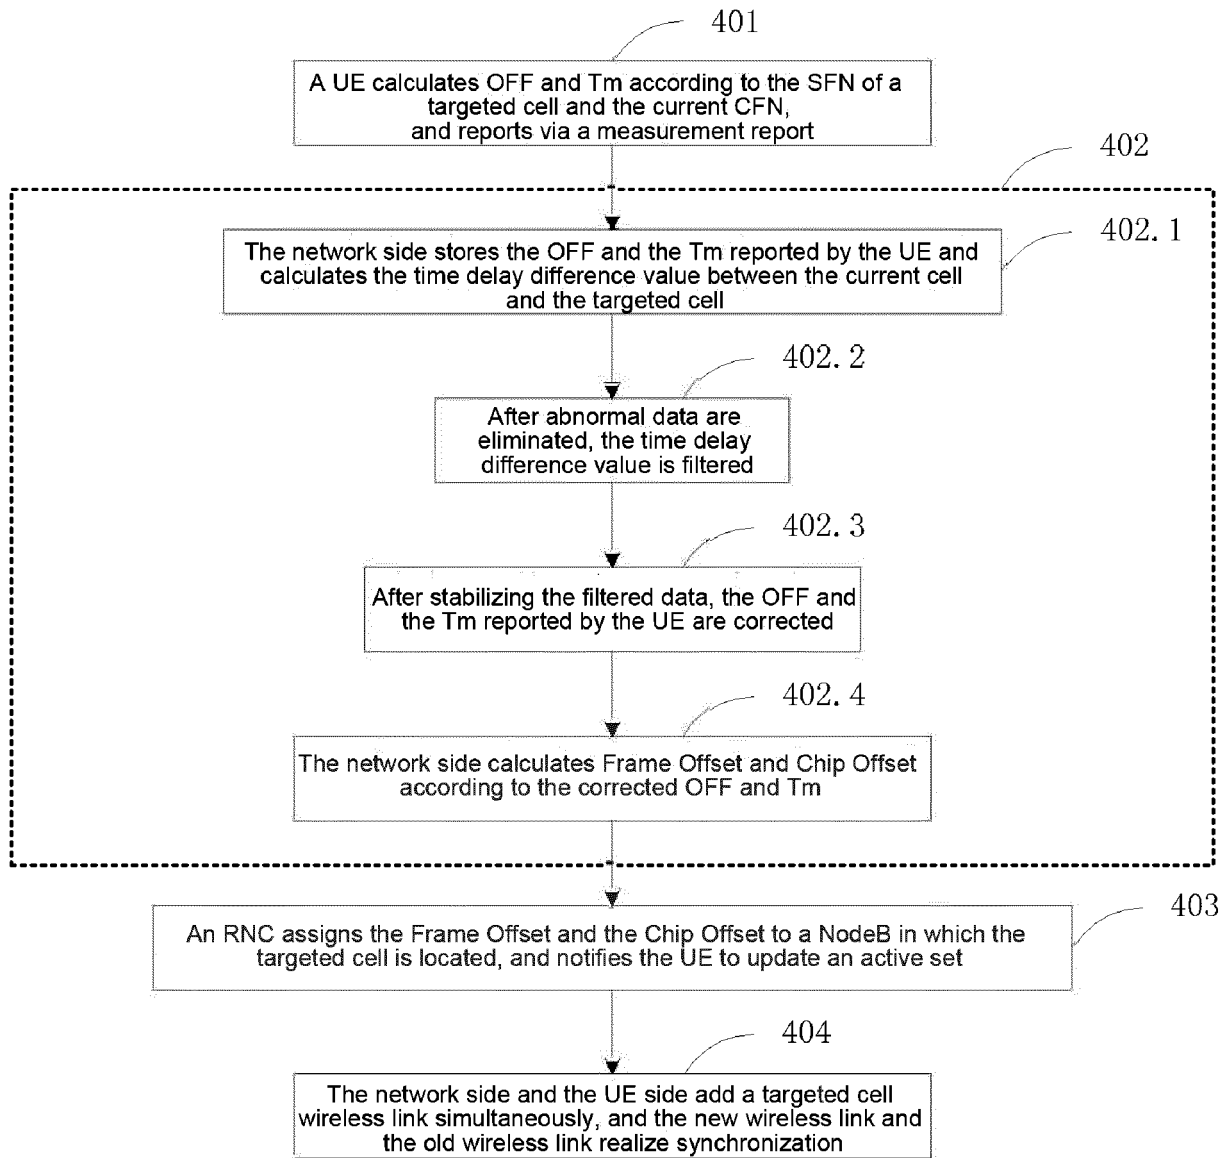 401
A UE calculates OFF and Tm according to the SFN of a
targeted cell and the current CFN,
and reports via a measurement report
402
402.1
The network side stores the OFF and the Tm reported by the UE and
calculates the time delay difference value between the current cell
and the targeted cell
402.2
After abnormal data are
eliminated, the time delay
difference value is filtered
402.3
After stabilizing the filtered data, the OFF and
the Tm reported by the UE are corrected
402.4
The network side calculates Frame Offset and Chip Offset
according to the corrected OFF and Tm
403
An RNC assigns the Frame Offset and the Chip Offset to a NodeB in which the
targeted cell is located, and notifies the UE to update an active set
404
The network side and the UE side add a targeted cell
wireless link simultaneously, and the new wireless link and
the old wireless link realize synchronization